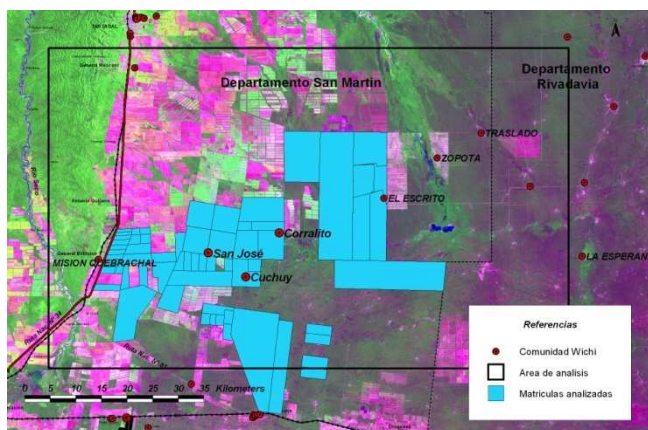 Departamento San Martin
Departamento
Rivadavia
TRASLADO
ZOPOTA
EL ESCRITO
Corralito
San José
MISION QUEBRACHAL
LA ESPERAN
Cuchuy
Referencias
Comunidad Wichi
Area de analisis
Matriculas analizadas
0 5 10 15 20 25 30 35 Kilometers